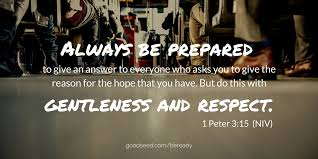 ALWAYS BE PREPARED
to give an answer to everyone who asks you to give the
reason for the hope that you have. But do this with
GENTLENESS AND RESPECT.
1 Peter 3:15 (NIV)
goodseed.com/beready